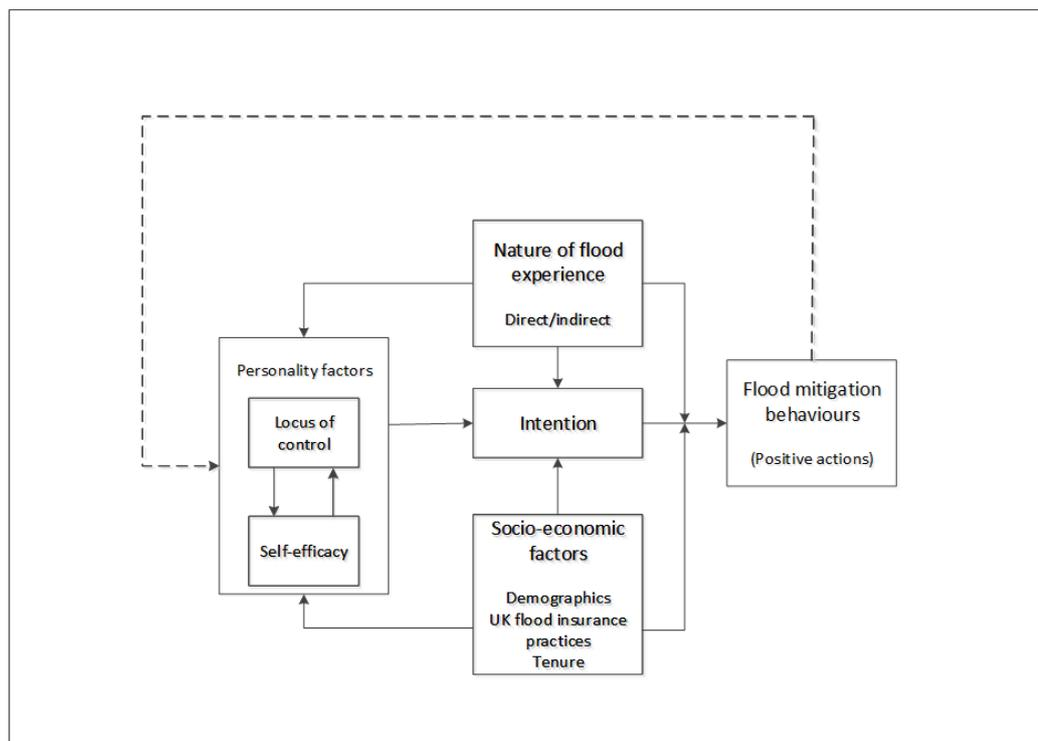 Nature of flood
experience
Direct/indirect
Personality factors
Locus of
control
Self-efficacy
Intention
Flood mitigation
behaviours
(Positive actions)
Socio-economic
factors
Demographics
UK flood insurance
practices
Tenure